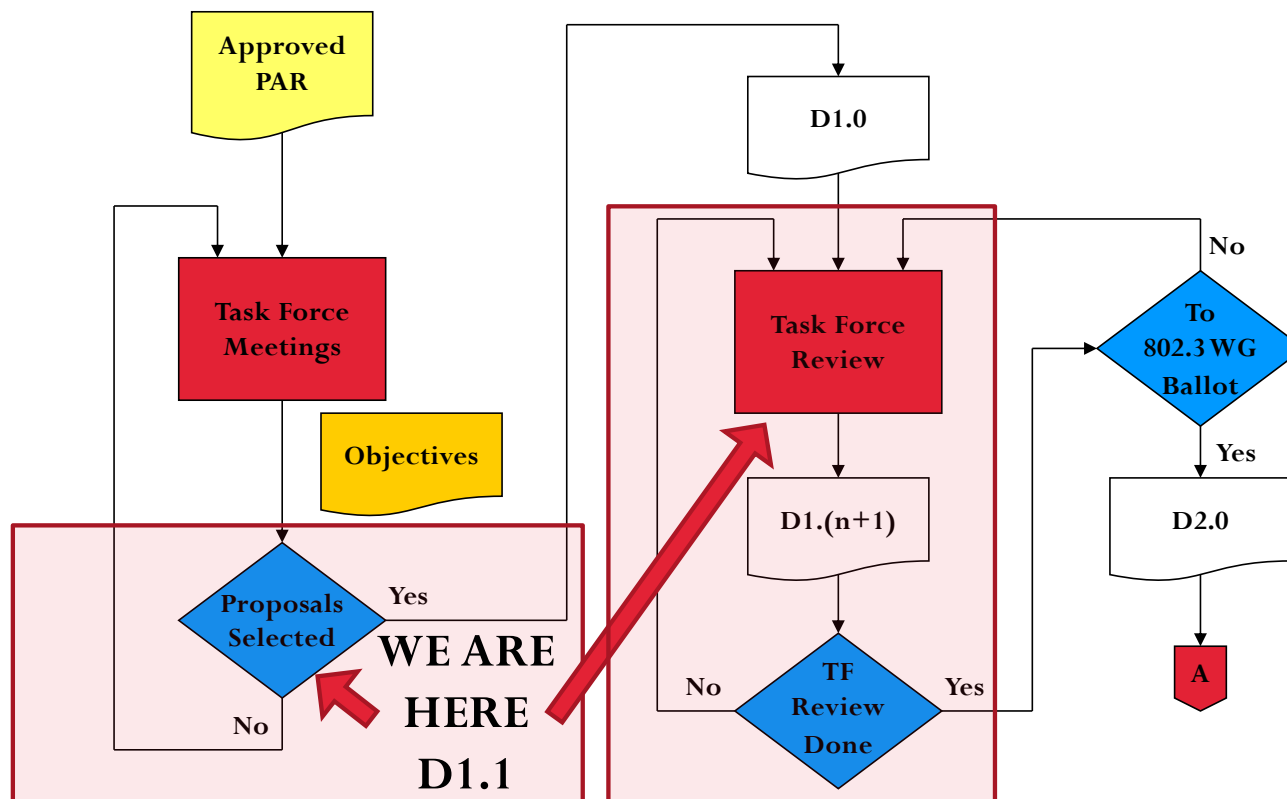 Approved
PAR
D1.0
Task Force
Meetings
Objectives
Proposals
Selected
Yes
No
WE ARE
HERE
D1.1
Task Force
Review
D1.(n+1)
TF
Review
Done
No
Yes
To
802.3 WG
Ballot
No
Yes
D2.0
A